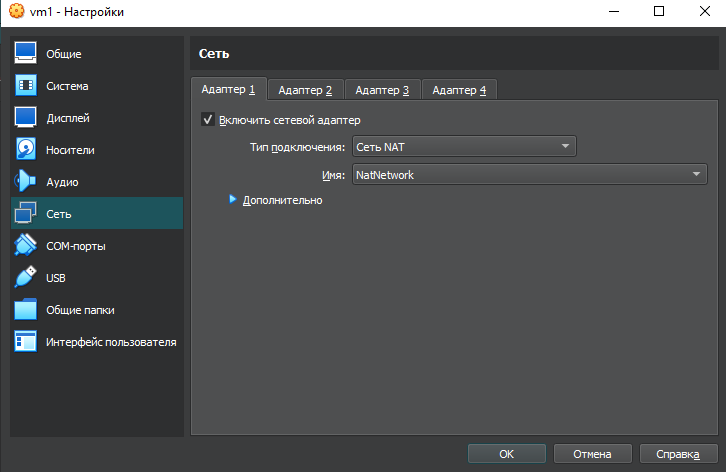 vm1 - Настройки
Общие
Система
Дисплей
Носители
Аудио
Сеть
COM-порты
USB
Общие папки
Интерфейс пользователя
Сеть
Адаптер 1 Адаптер 2 Адаптер 3 Адаптер 4
Включить сетевой адаптер
Тип подключения: Сеть NAT
Имя: NatNetwork
Дополнительно
OK Отмена Справка